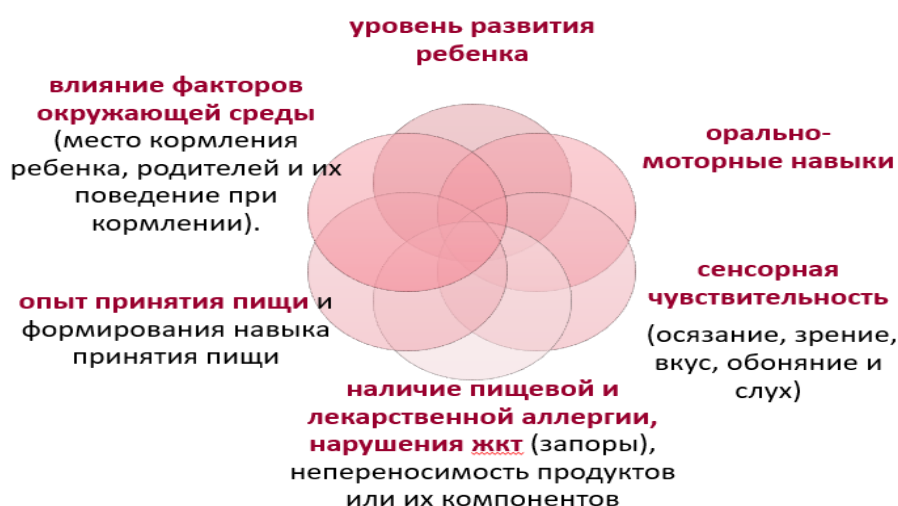 уровень развития
ребенка
влияние факторов
окружающей среды
(место кормления
ребенка, родителей и их
поведение при
кормлении).
орально-
моторные навыки
сенсорная
чувствительность
(осязание, зрение,
вкус, обоняние и
слух)
опыт принятия пищи и
формирования навыка
принятия пищи
наличие пищевой и
лекарственной аллергии,
нарушения жкт (запоры),
непереносимость продуктов
или их компонентов